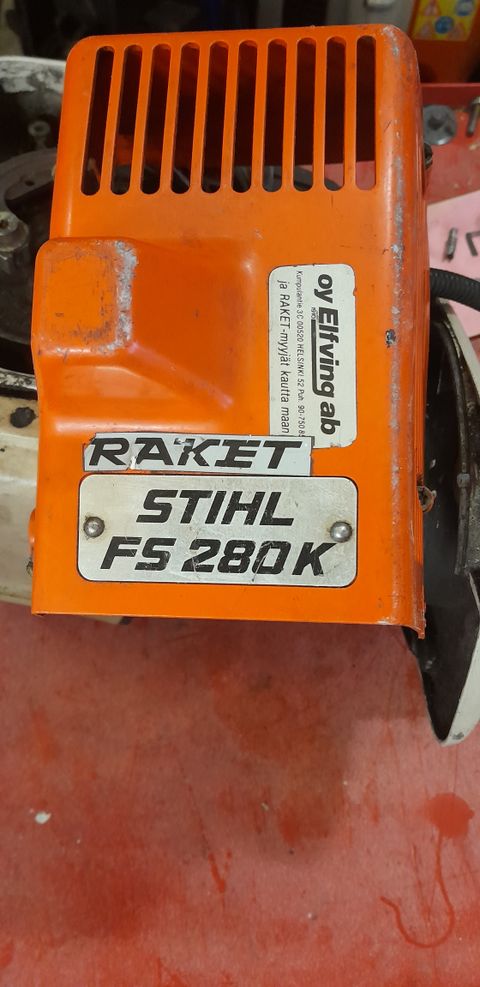 oy Elfving ab
Kumpulantie 3C 00520 HELSINKI 52 Puh. 90-750
ja RAKET-myyjät kautta maan
RAKET
STIHL
FS 280K